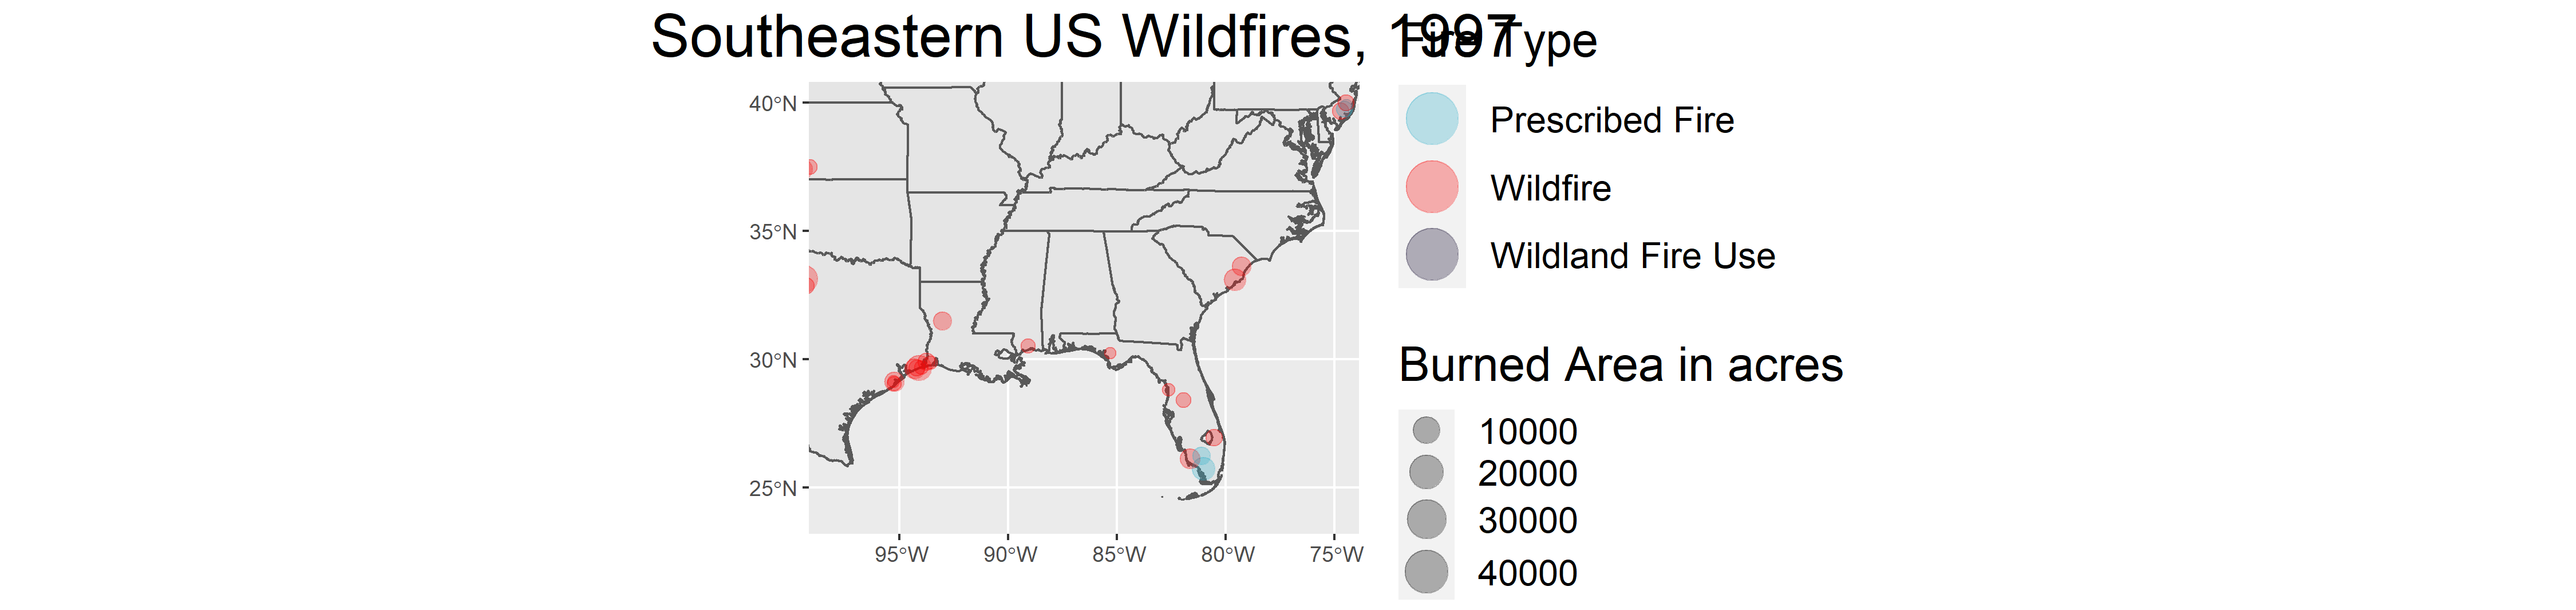 Southeastern US Wildfires, 1997
Fire Type
Prescribed Fire
Wildfire
Wildland Fire Use
Burned Area in acres
10000
20000
30000
40000
40°N
35°N
30°N
25°N
95°W
90°W
85°W
80°W
75°W